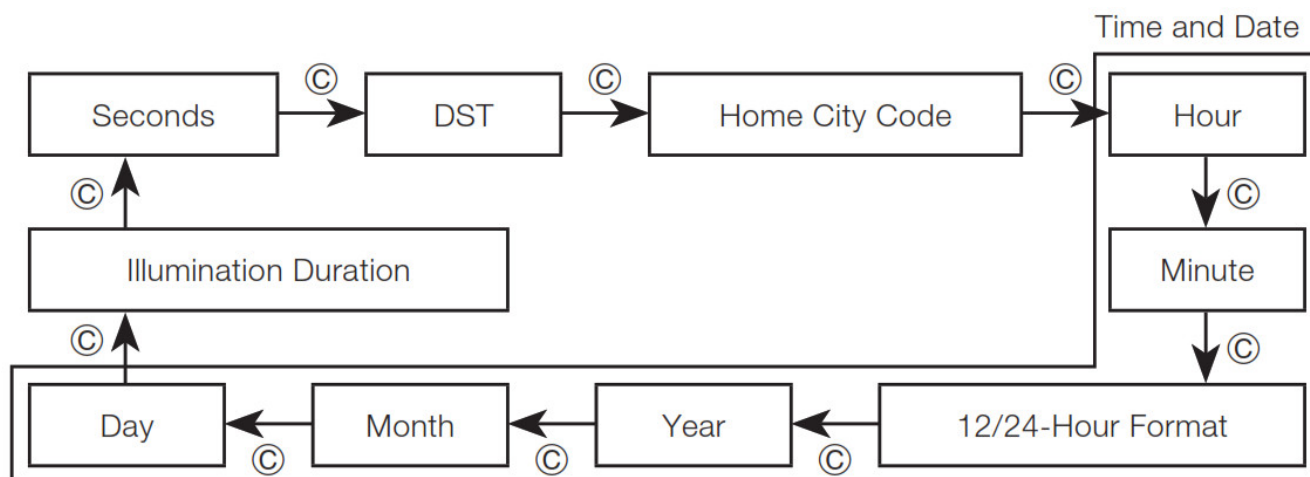 Time and Date
Ⓒ Ⓒ Ⓒ
Seconds DST Home City Code Hour
Ⓒ Ⓒ
Illumination Duration Minute
Ⓒ Ⓒ
Day Month Year 12/24-Hour Format
Ⓒ Ⓒ Ⓒ